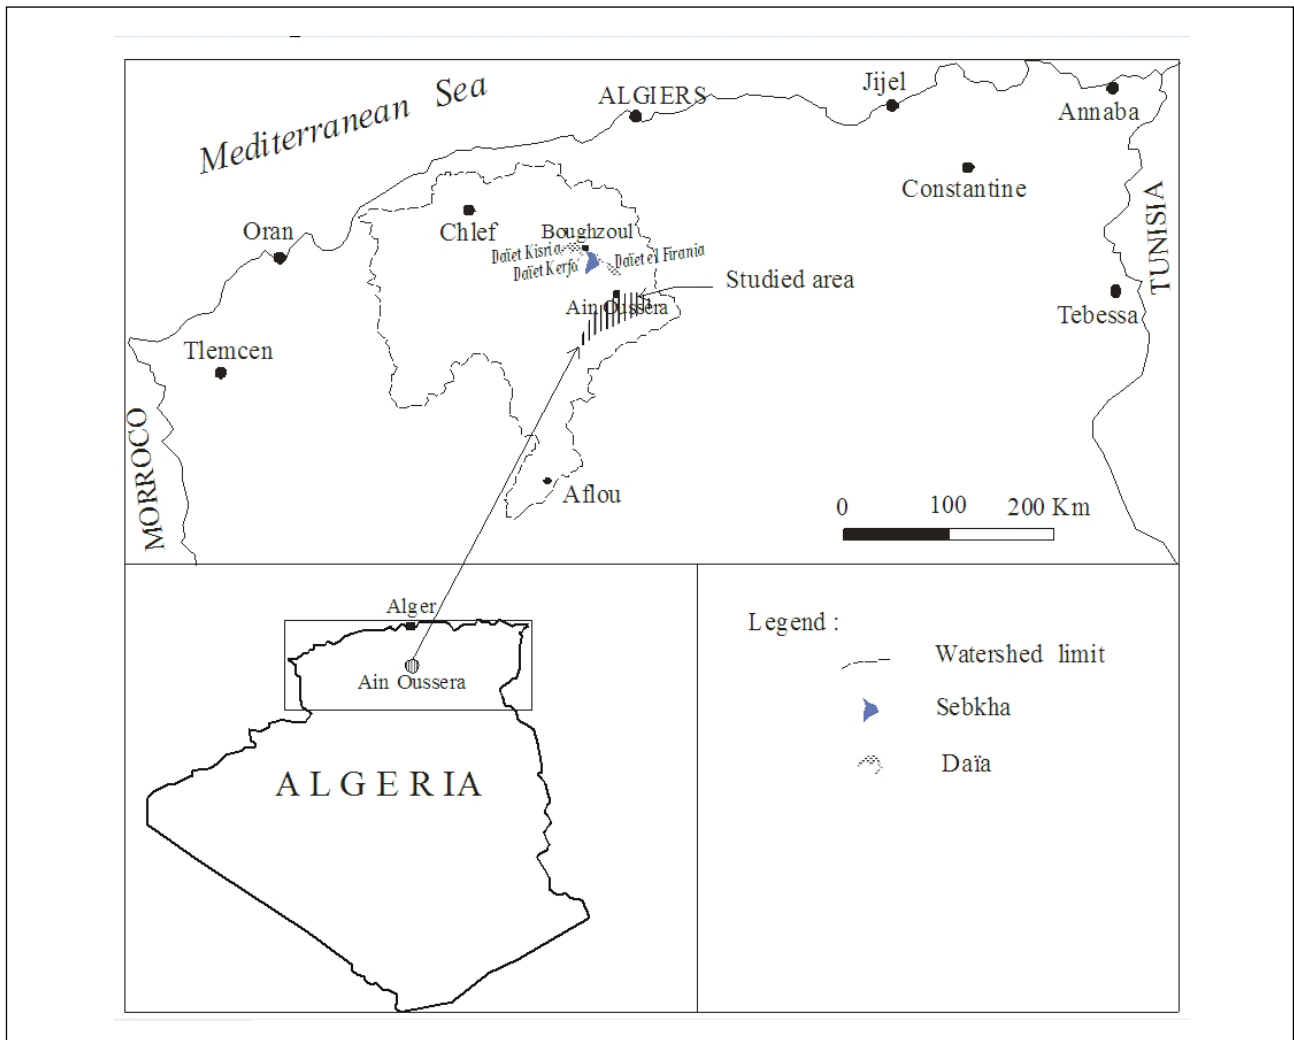 Mediterranean Sea
ALGIERS
Jijel
Annaba
Constantine
TUNISIA
Oran
Chlef
Boughzoul
Daïet Kisria
Daïet Kerfa
Daïet el Firania
Studied area
Ain Oussera
Tebessa
Tlemcen
MORROCO
Aflou
0 100 200 Km
Alger
Ain Oussera
ALGERIA
Legend :
Watershed limit
Sebkha
Daïa